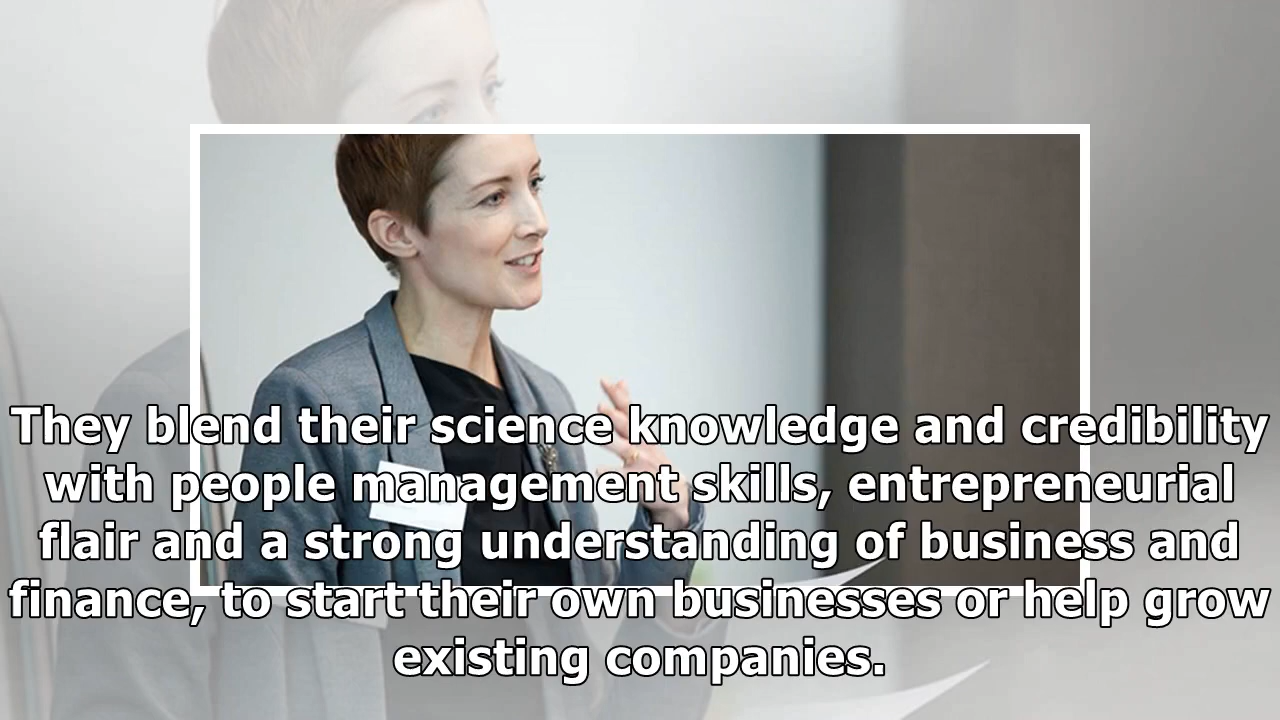 They blend their science knowledge and credibility
with people management skills, entrepreneurial
flair and a strong understanding of business and
finance, to start their own businesses or help grow
existing companies.